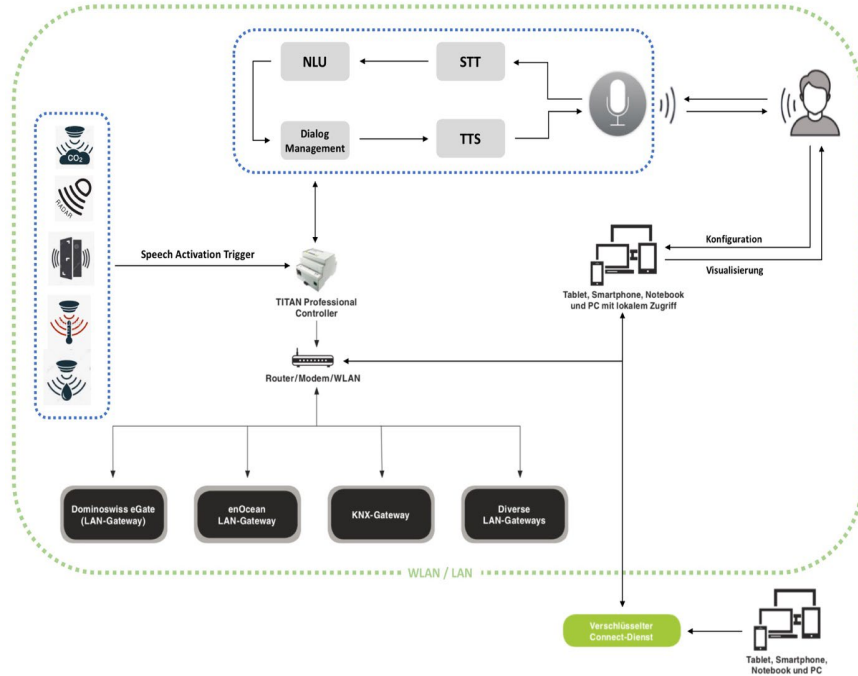 NLU
STT
Dialog
Management
TTS
CO2
RADAR
Speech Activation Trigger
TITAN Professional
Controller
Konfiguration
Visualisierung
Tablet, Smartphone, Notebook
und PC mit lokalem Zugriff
Router/Modem/WLAN
Dominoswiss eGate
(LAN-Gateway)
enOcean
LAN-Gateway
KNX-Gateway
Diverse
LAN-Gateways
WLAN / LAN
Verschlüsselter
Connect-Dienst
Tablet, Smartphone,
Notebook und PC